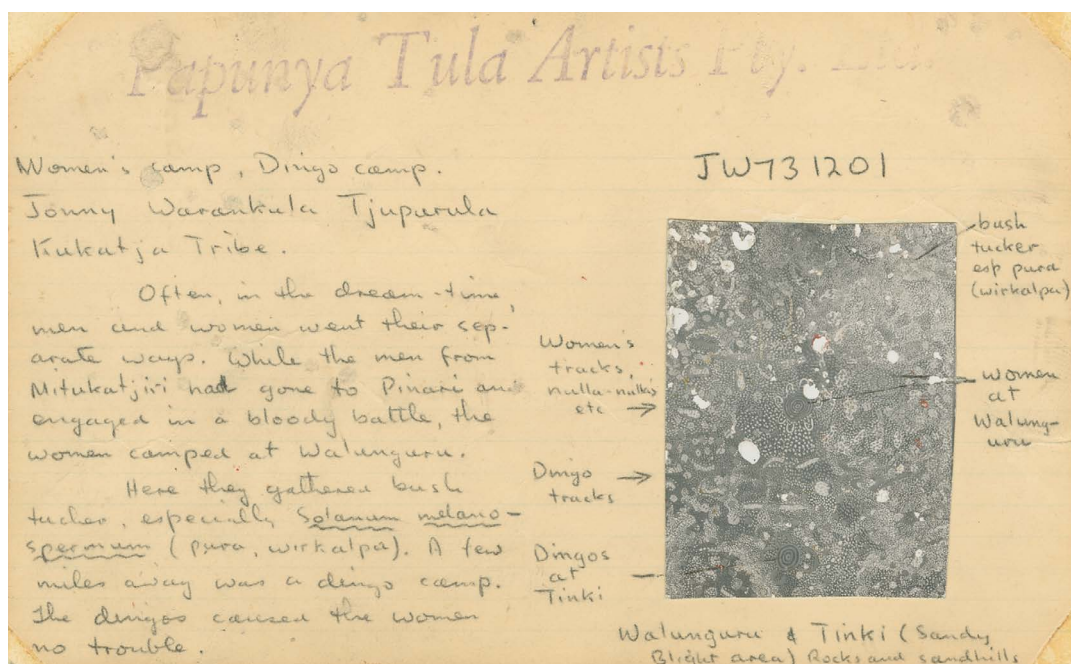 Papunya Tula Artists Pty. Ltd.
Women's camp, Dingo camp.
Jonny Warankula Tjuparula
Kukatja Tribe.
Often, in the dream-time,
men and women went their sep-
arate ways. While the men from
Mitukatjiri had gone to Pinari and
engaged in a bloody battle, the
women camped at Walunguru.
Here they gathered bush
tucker, especially Solanum melano-
spermum (pura, wirkalpa). A few
miles away was a dingo camp.
The dingos caused the women
no trouble.
JW731201
bush
tucker
esp pura
(wirkalpa)
Women's
tracks,
nulla-nullas
etc
women
at
Walung-
uru
Dingo
tracks
Dingos
at
Tinki
Walunguru & Tinki (Sandy
Blight area) Rocks and sandhills